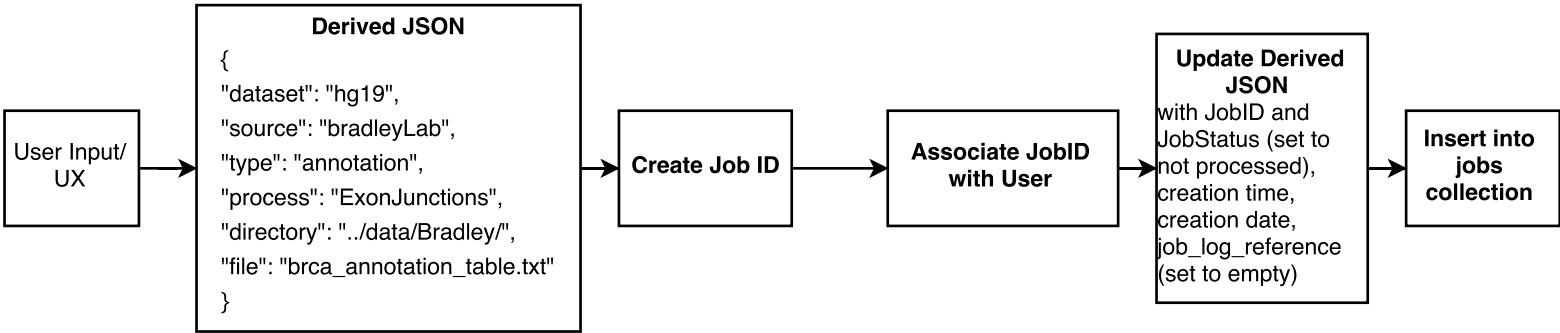 User Input/
UX
Derived JSON
{
"dataset": "hg19",
"source": "bradleyLab",
"type": "annotation",
"process": "ExonJunctions",
"directory": "../data/Bradley/",
"file": "brca_annotation_table.txt"
}
Create Job ID
Associate JobID
with User
Update Derived
JSON
with JobID and
JobStatus (set to
not processed),
creation time,
creation date,
job_log_reference
(set to empty)
Insert into
jobs
collection